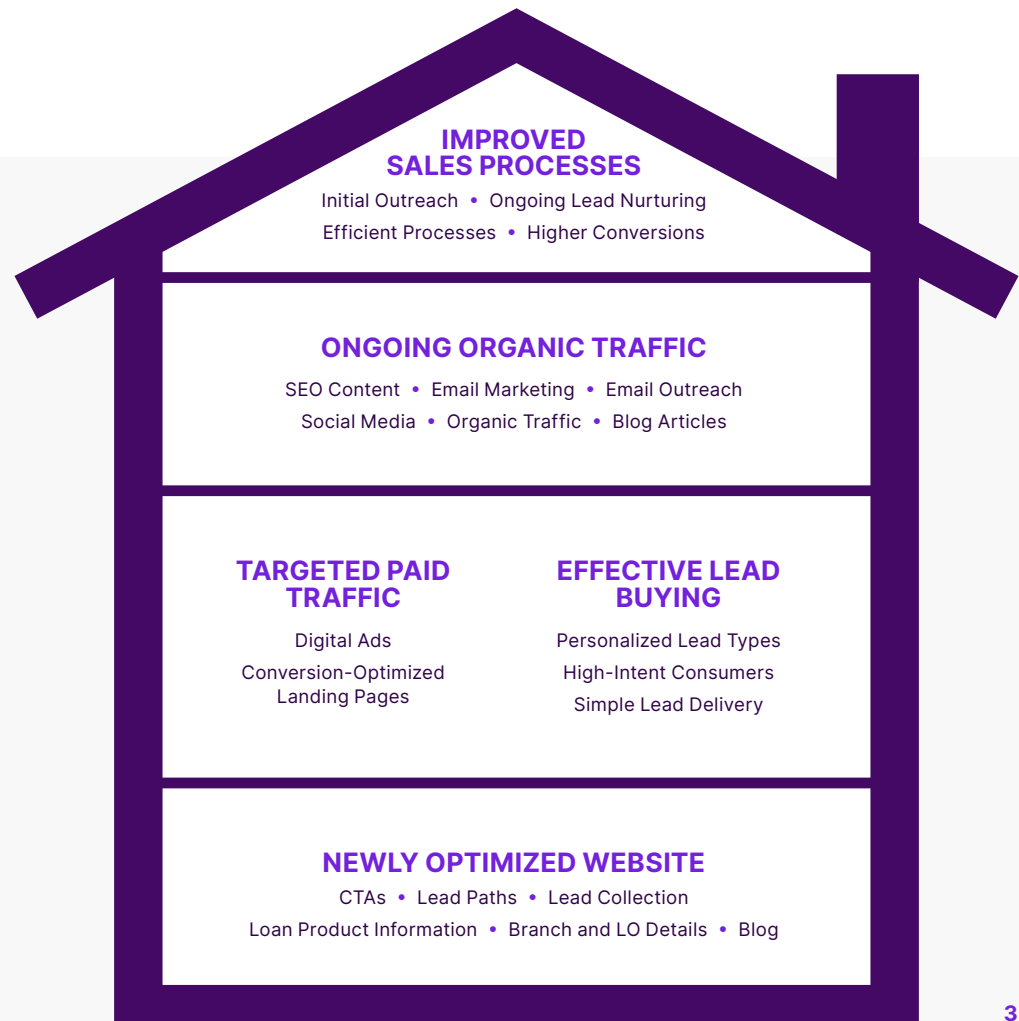 IMPROVED
SALES PROCESSES
Initial Outreach • Ongoing Lead Nurturing
Efficient Processes • Higher Conversions
ONGOING ORGANIC TRAFFIC
SEO Content • Email Marketing • Email Outreach
Social Media • Organic Traffic • Blog Articles
TARGETED PAID
TRAFFIC
Digital Ads
Conversion-Optimized
Landing Pages
EFFECTIVE LEAD
BUYING
Personalized Lead Types
High-Intent Consumers
Simple Lead Delivery
NEWLY OPTIMIZED WEBSITE
CTAs • Lead Paths • Lead Collection
Loan Product Information • Branch and LO Details • Blog
3